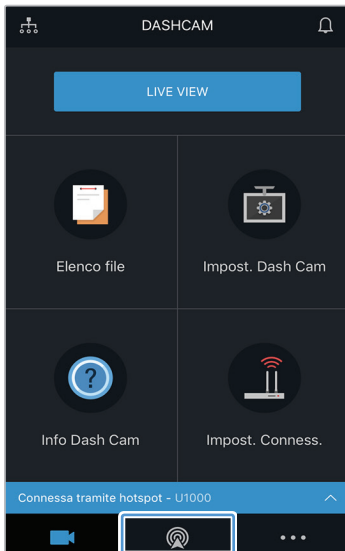 DASHCAM
LIVE VIEW
Elenco file
Impost. Dash Cam
?
Info Dash Cam
Impost. Conness.
Connessa tramite hotspot - U1000